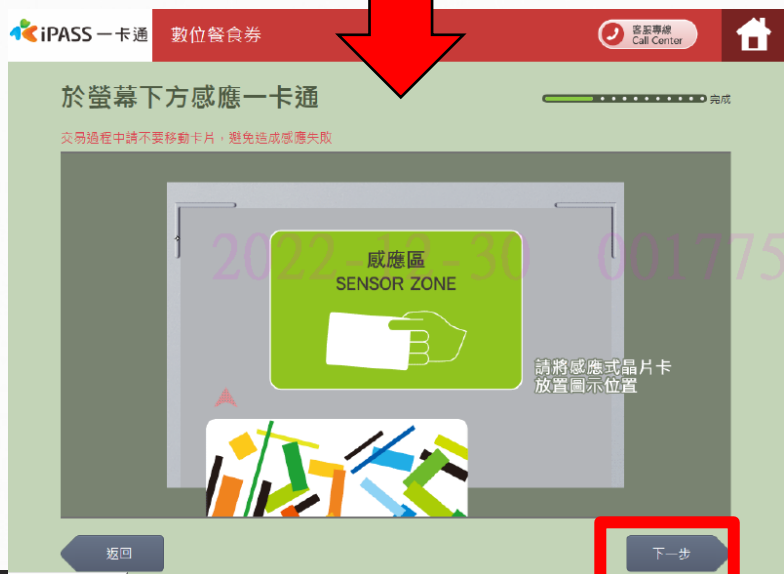 iPASS 一卡通
數位餐食券
客服專線
Call Center
於螢幕下方感應一卡通
完成
交易過程中請不要移動卡片，避免造成感應失敗
2022-12-30 001775
感應區
SENSOR ZONE
請將感應式晶片卡
放置圖示位置
返回
下一步